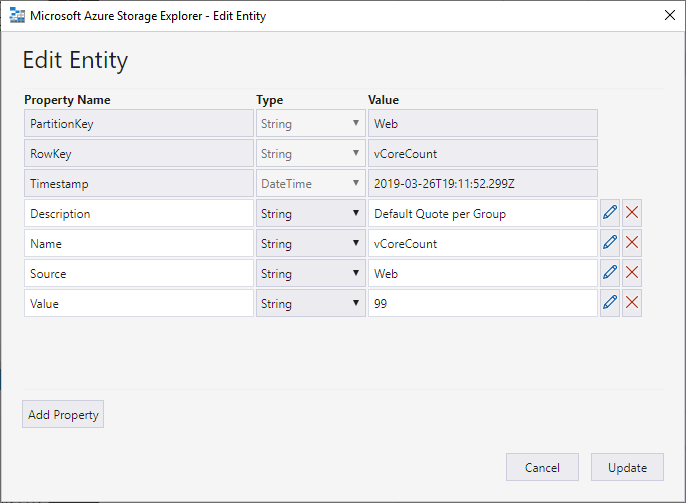 Microsoft Azure Storage Explorer - Edit Entity
Edit Entity
Property Name Type Value
PartitionKey String Web
RowKey String vCoreCount
Timestamp DateTime 2019-03-26T19:11:52.299Z
Description String Default Quote per Group
Name String vCoreCount
Source String Web
Value String 99
Add Property
Cancel Update